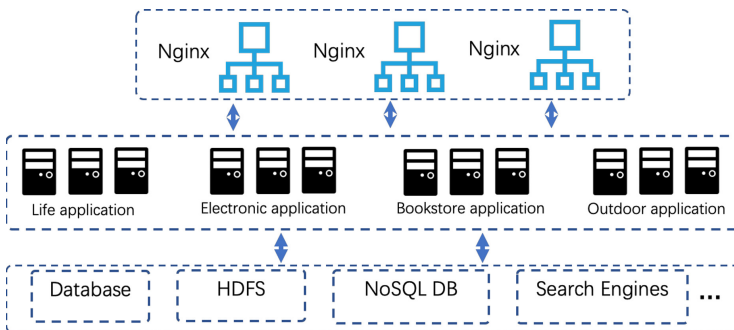 Nginx
Nginx
Nginx
Life application
Electronic application
Bookstore application
Outdoor application
Database
HDFS
NoSQL DB
Search Engines
...